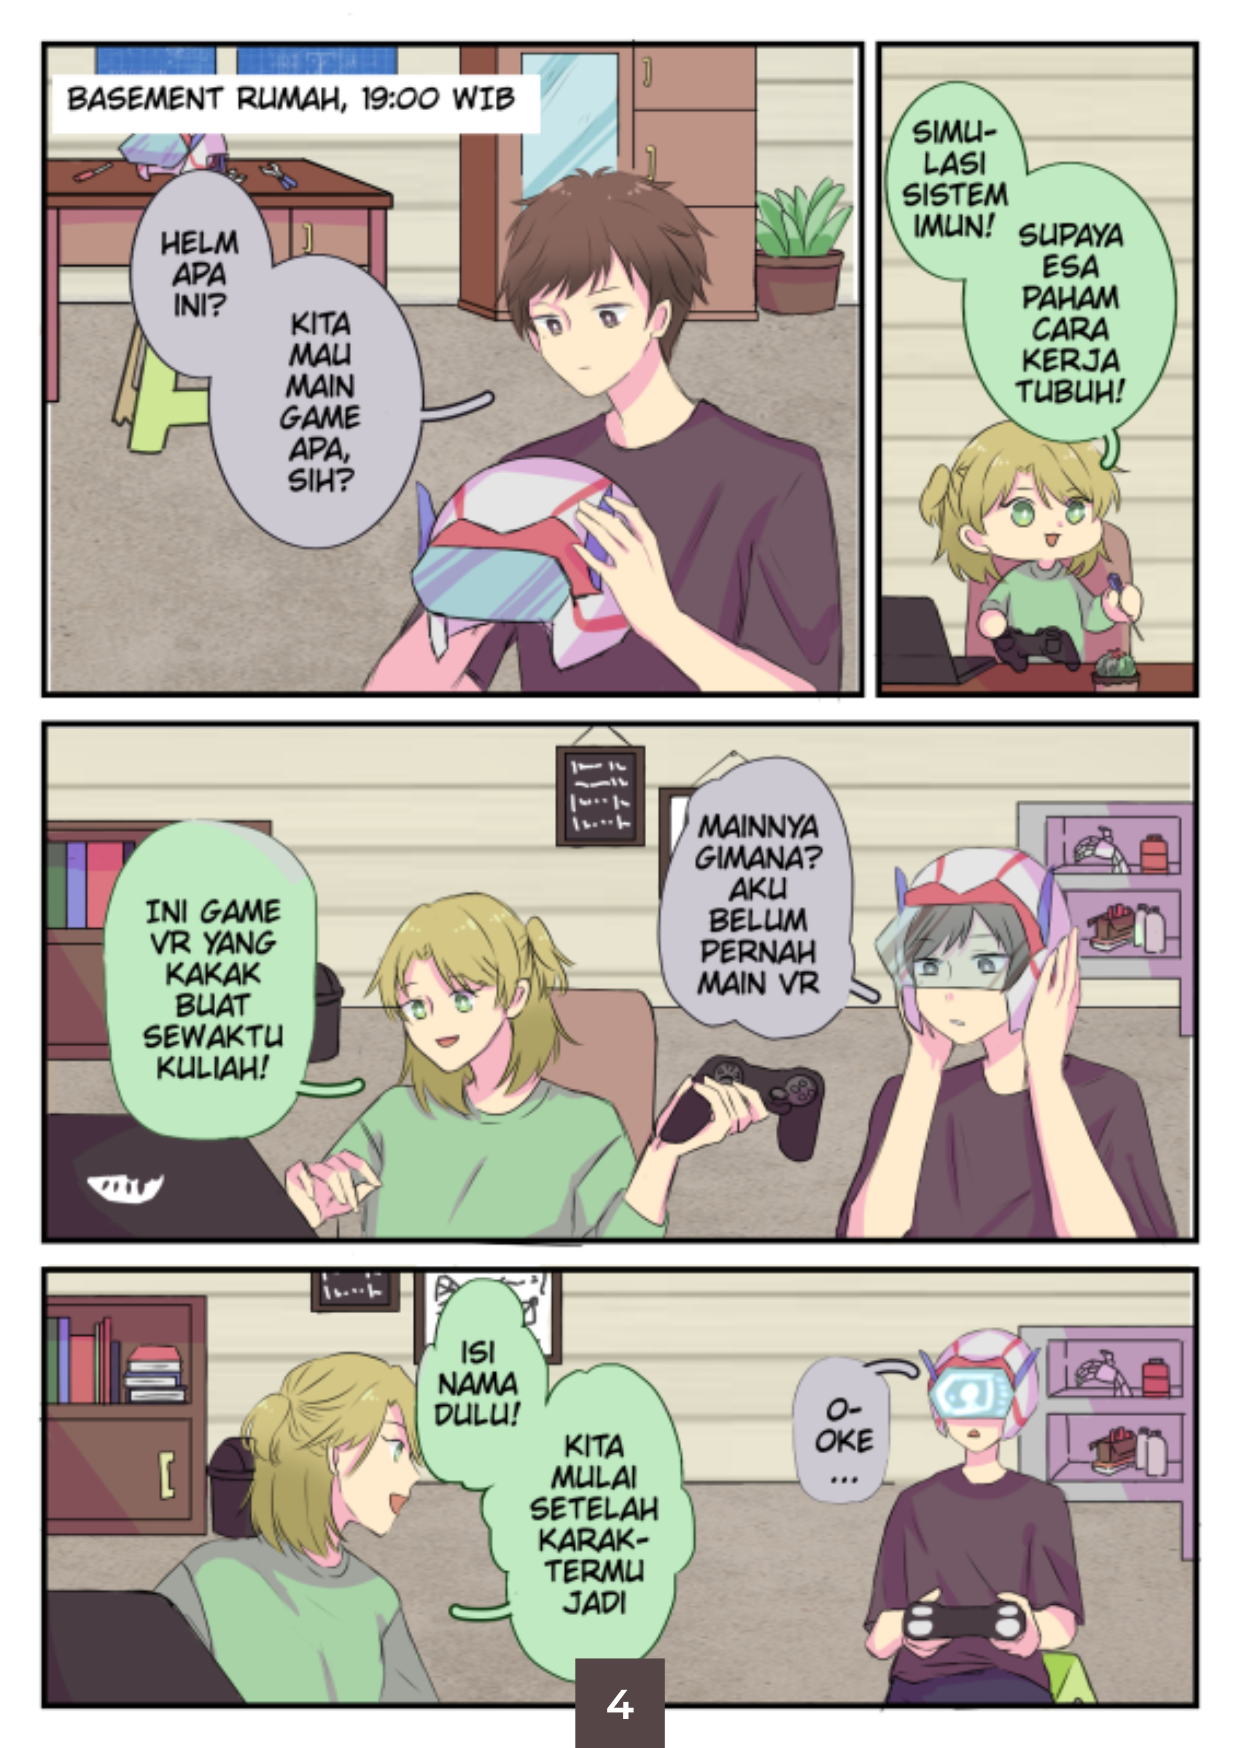 BASEMENT RUMAH, 19:00 WIB
HELM
APA
INI?
KITA
MAU
MAIN
GAME
APA,
SIH?
SIMU-
LASI
SISTEM
IMUN!
SUPAYA
ESA
PAHAM
CARA
KERJA
TUBUH!
INI GAME
VR YANG
KAKAK
BUAT
SEWAKTU
KULIAH!
MAINNYA
GIMANA?
AKU
BELUM
PERNAH
MAIN VR
ISI
NAMA
DULU!
KITA
MULAI
SETELAH
KARAK-
TERMU
JADI
O-
OKE
...
4